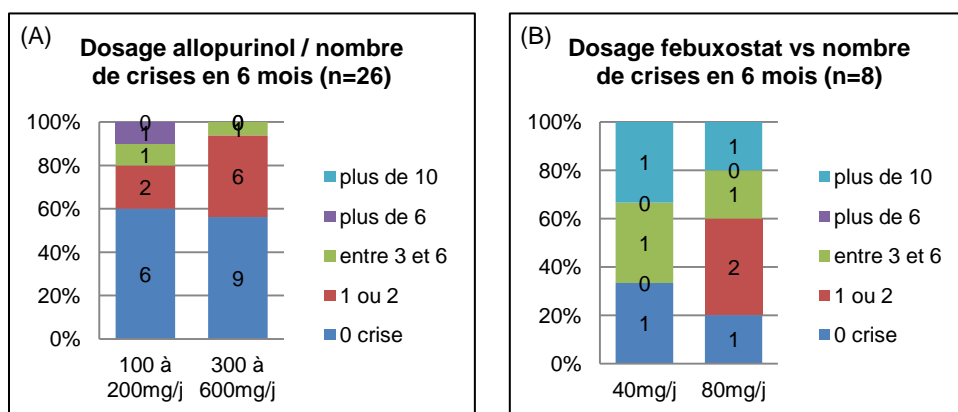 (A)
Dosage allopurinol / nombre
de crises en 6 mois (n=26)
100%
80%
60%
40%
20%
0%
0
1
1
2
6
0
0
1
6
9
100 à
200mg/j
300 à
600mg/j
plus de 10
plus de 6
entre 3 et 6
1 ou 2
0 crise
(B)
Dosage febuxostat vs nombre
de crises en 6 mois (n=8)
100%
80%
60%
40%
20%
0%
1
0
1
0
1
1
0
1
2
1
40mg/j
80mg/j
plus de 10
plus de 6
entre 3 et 6
1 ou 2
0 crise